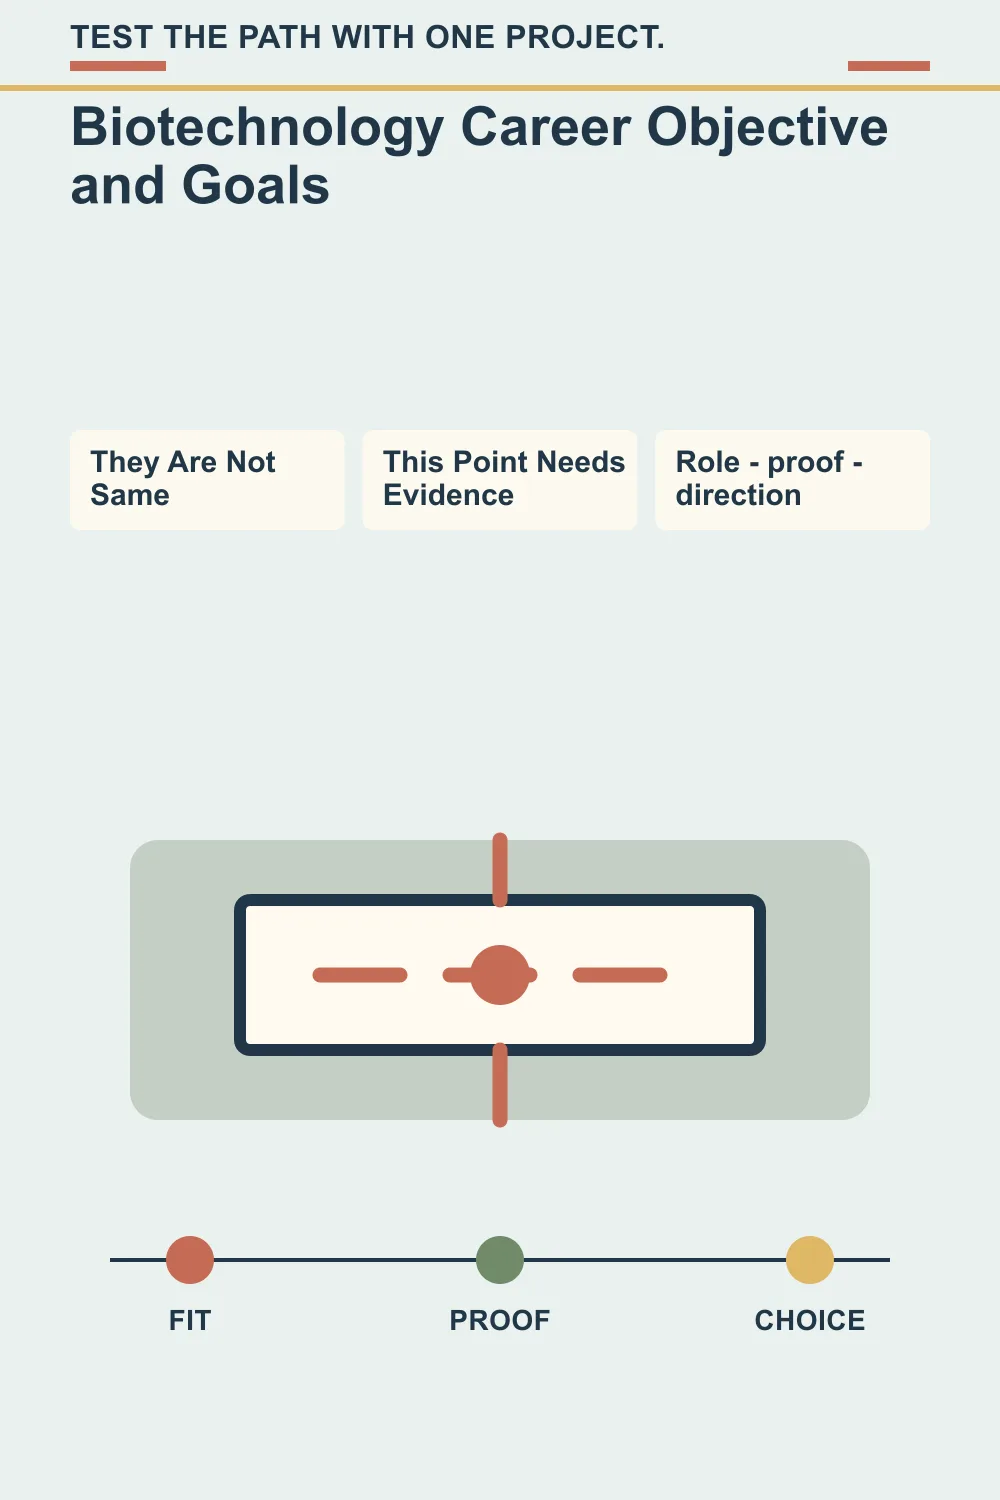 TEST THE PATH WITH ONE PROJECT.
Biotechnology Career Objective
and Goals
They Are Not
Same
This Point Needs
Evidence
Role - proof -
direction
FIT
PROOF
CHOICE